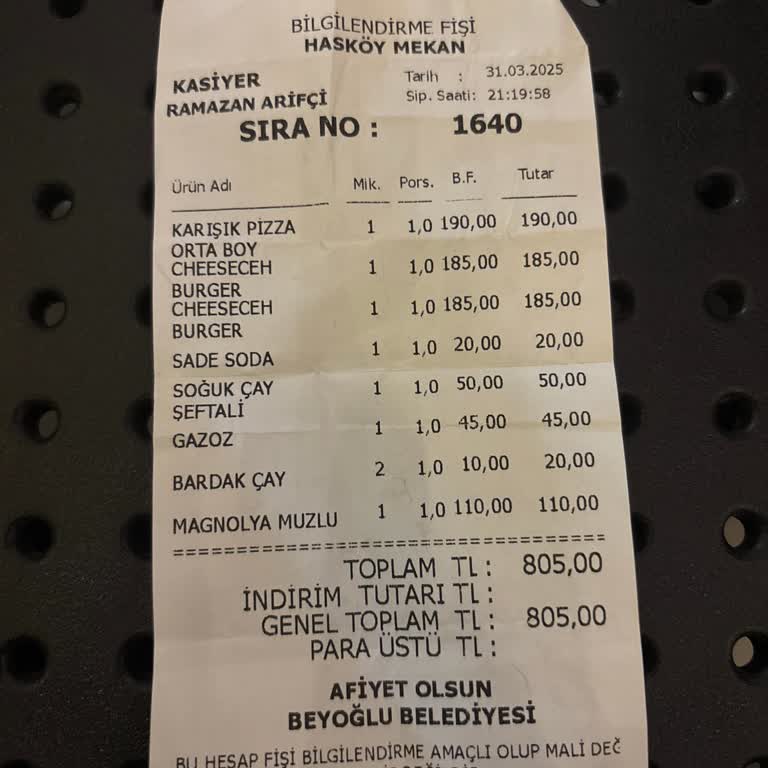 BİLGİLENDİRME FİŞİ
HASKÖY MEKAN
KASİYER Tarih : 31.03.2025
RAMAZAN ARİFÇİ Sip. Saati: 21:19:58
SIRA NO : 1640
Ürün Adı Mik. Pors. B.F. Tutar
KARIŞIK PİZZA 1 1,0 190,00 190,00
ORTA BOY
CHEESECEH 1 1,0 185,00 185,00
BURGER
CHEESECEH 1 1,0 185,00 185,00
BURGER
SADE SODA 1 1,0 20,00 20,00
SOĞUK ÇAY 1 1,0 50,00 50,00
ŞEFTALİ
GAZOZ 1 1,0 45,00 45,00
BARDAK ÇAY 2 1,0 10,00 20,00
MAGNOLYA MUZLU 1 1,0 110,00 110,00
TOPLAM TL : 805,00
İNDİRİM TUTARI TL :
GENEL TOPLAM TL : 805,00
PARA ÜSTÜ TL :
AFİYET OLSUN
BEYOĞLU BELEDİYESİ
BU HESAP FİŞİ BİLGİLENDİRME AMAÇLI OLUP MALİ DEĞ